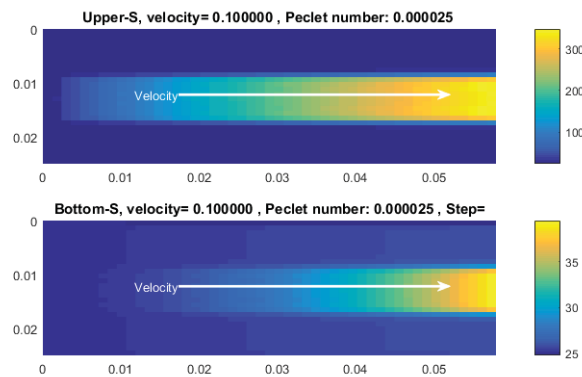 Upper-S, velocity= 0.100000 , Peclet number: 0.000025
0
0.01
0.02
Velocity
0 0.01 0.02 0.03 0.04 0.05
300
200
100
Bottom-S, velocity= 0.100000 , Peclet number: 0.000025 , Step=
0
0.01
0.02
Velocity
0 0.01 0.02 0.03 0.04 0.05
35
30
25